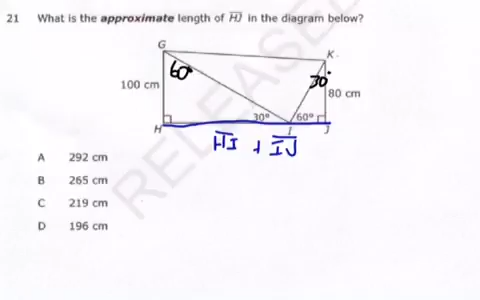 21 What is the approximate length of HJ in the diagram below?
G
K
60°
30°
100 cm
80 cm
30° 60°
H I J
HI + IJ
A 292 cm
B 265 cm
C 219 cm
D 196 cm
RELEASED